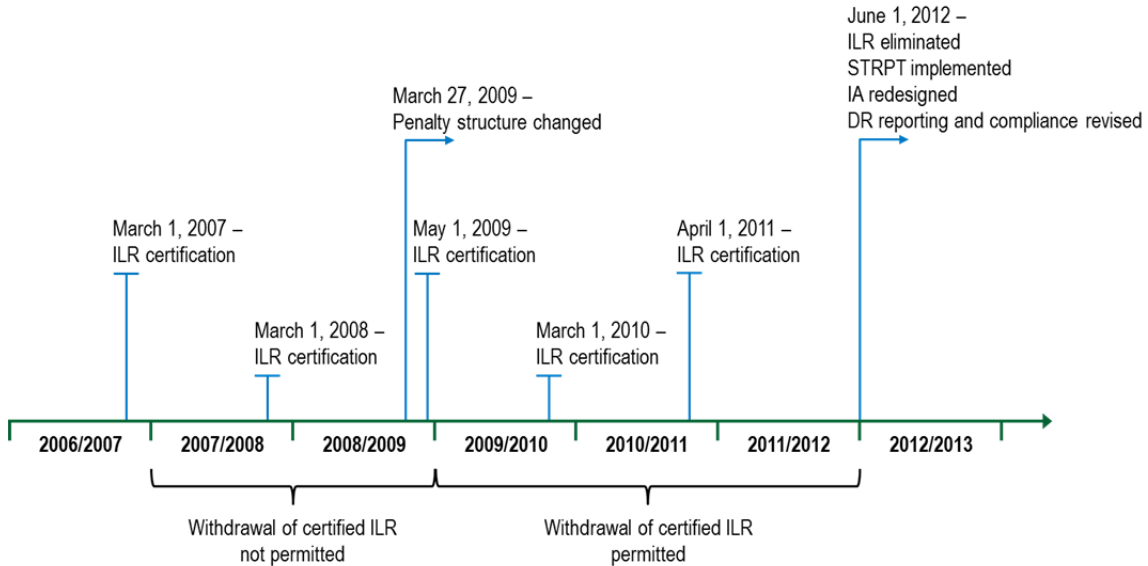 June 1, 2012 –
ILR eliminated
STRPT implemented
IA redesigned
DR reporting and compliance revised
March 27, 2009 –
Penalty structure changed
March 1, 2007 –
ILR certification
May 1, 2009 –
ILR certification
April 1, 2011 –
ILR certification
March 1, 2008 –
ILR certification
March 1, 2010 –
ILR certification
2006/2007
2007/2008
2008/2009
2009/2010
2010/2011
2011/2012
2012/2013
Withdrawal of certified ILR
not permitted
Withdrawal of certified ILR
permitted